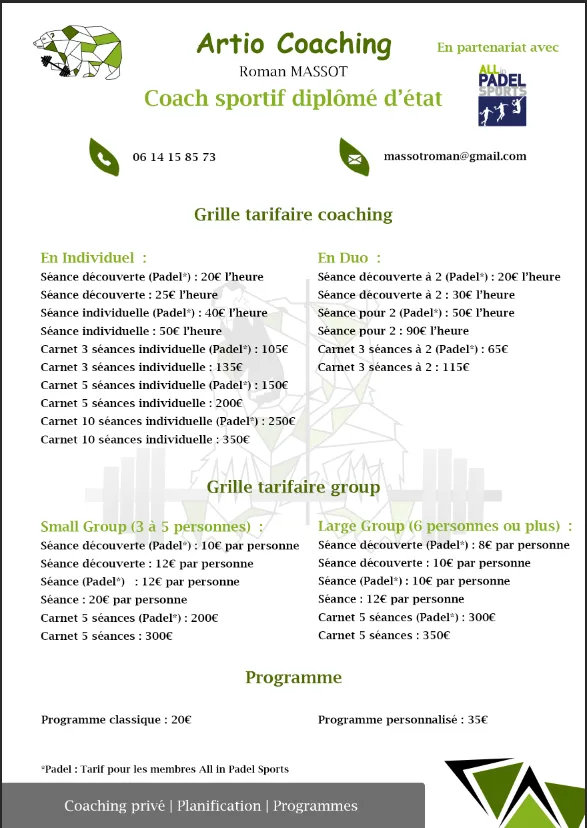 Artio Coaching
Roman MASSOT
Coach sportif diplômé d'état
En partenariat avec
ALL in
PADEL
SPORTS
06 14 15 85 73
massotroman@gmail.com
Grille tarifaire coaching
En Individuel :
Séance découverte (Padel*) : 20€ l'heure
Séance découverte : 25€ l'heure
Séance individuelle (Padel*) : 40€ l'heure
Séance individuelle : 50€ l'heure
Carnet 3 séances individuelle (Padel*) : 105€
Carnet 3 séances individuelle : 135€
Carnet 5 séances individuelle (Padel*) : 150€
Carnet 5 séances individuelle : 200€
Carnet 10 séances individuelle (Padel*) : 250€
Carnet 10 séances individuelle : 350€
En Duo :
Séance découverte à 2 (Padel*) : 20€ l'heure
Séance découverte à 2 : 30€ l'heure
Séance pour 2 (Padel*) : 50€ l'heure
Séance pour 2 : 90€ l'heure
Carnet 3 séances à 2 (Padel*) : 65€
Carnet 3 séances à 2 : 115€
Grille tarifaire group
Small Group (3 à 5 personnes) :
Séance découverte (Padel*) : 10€ par personne
Séance découverte : 12€ par personne
Séance (Padel*) : 12€ par personne
Séance : 20€ par personne
Carnet 5 séances (Padel*) : 200€
Carnet 5 séances : 300€
Large Group (6 personnes ou plus) :
Séance découverte (Padel*) : 8€ par personne
Séance découverte : 10€ par personne
Séance (Padel*) : 10€ par personne
Séance : 12€ par personne
Carnet 5 séances (Padel*) : 300€
Carnet 5 séances : 350€
Programme
Programme classique : 20€
Programme personnalisé : 35€
*Padel : Tarif pour les membres All in Padel Sports
Coaching privé | Planification | Programmes